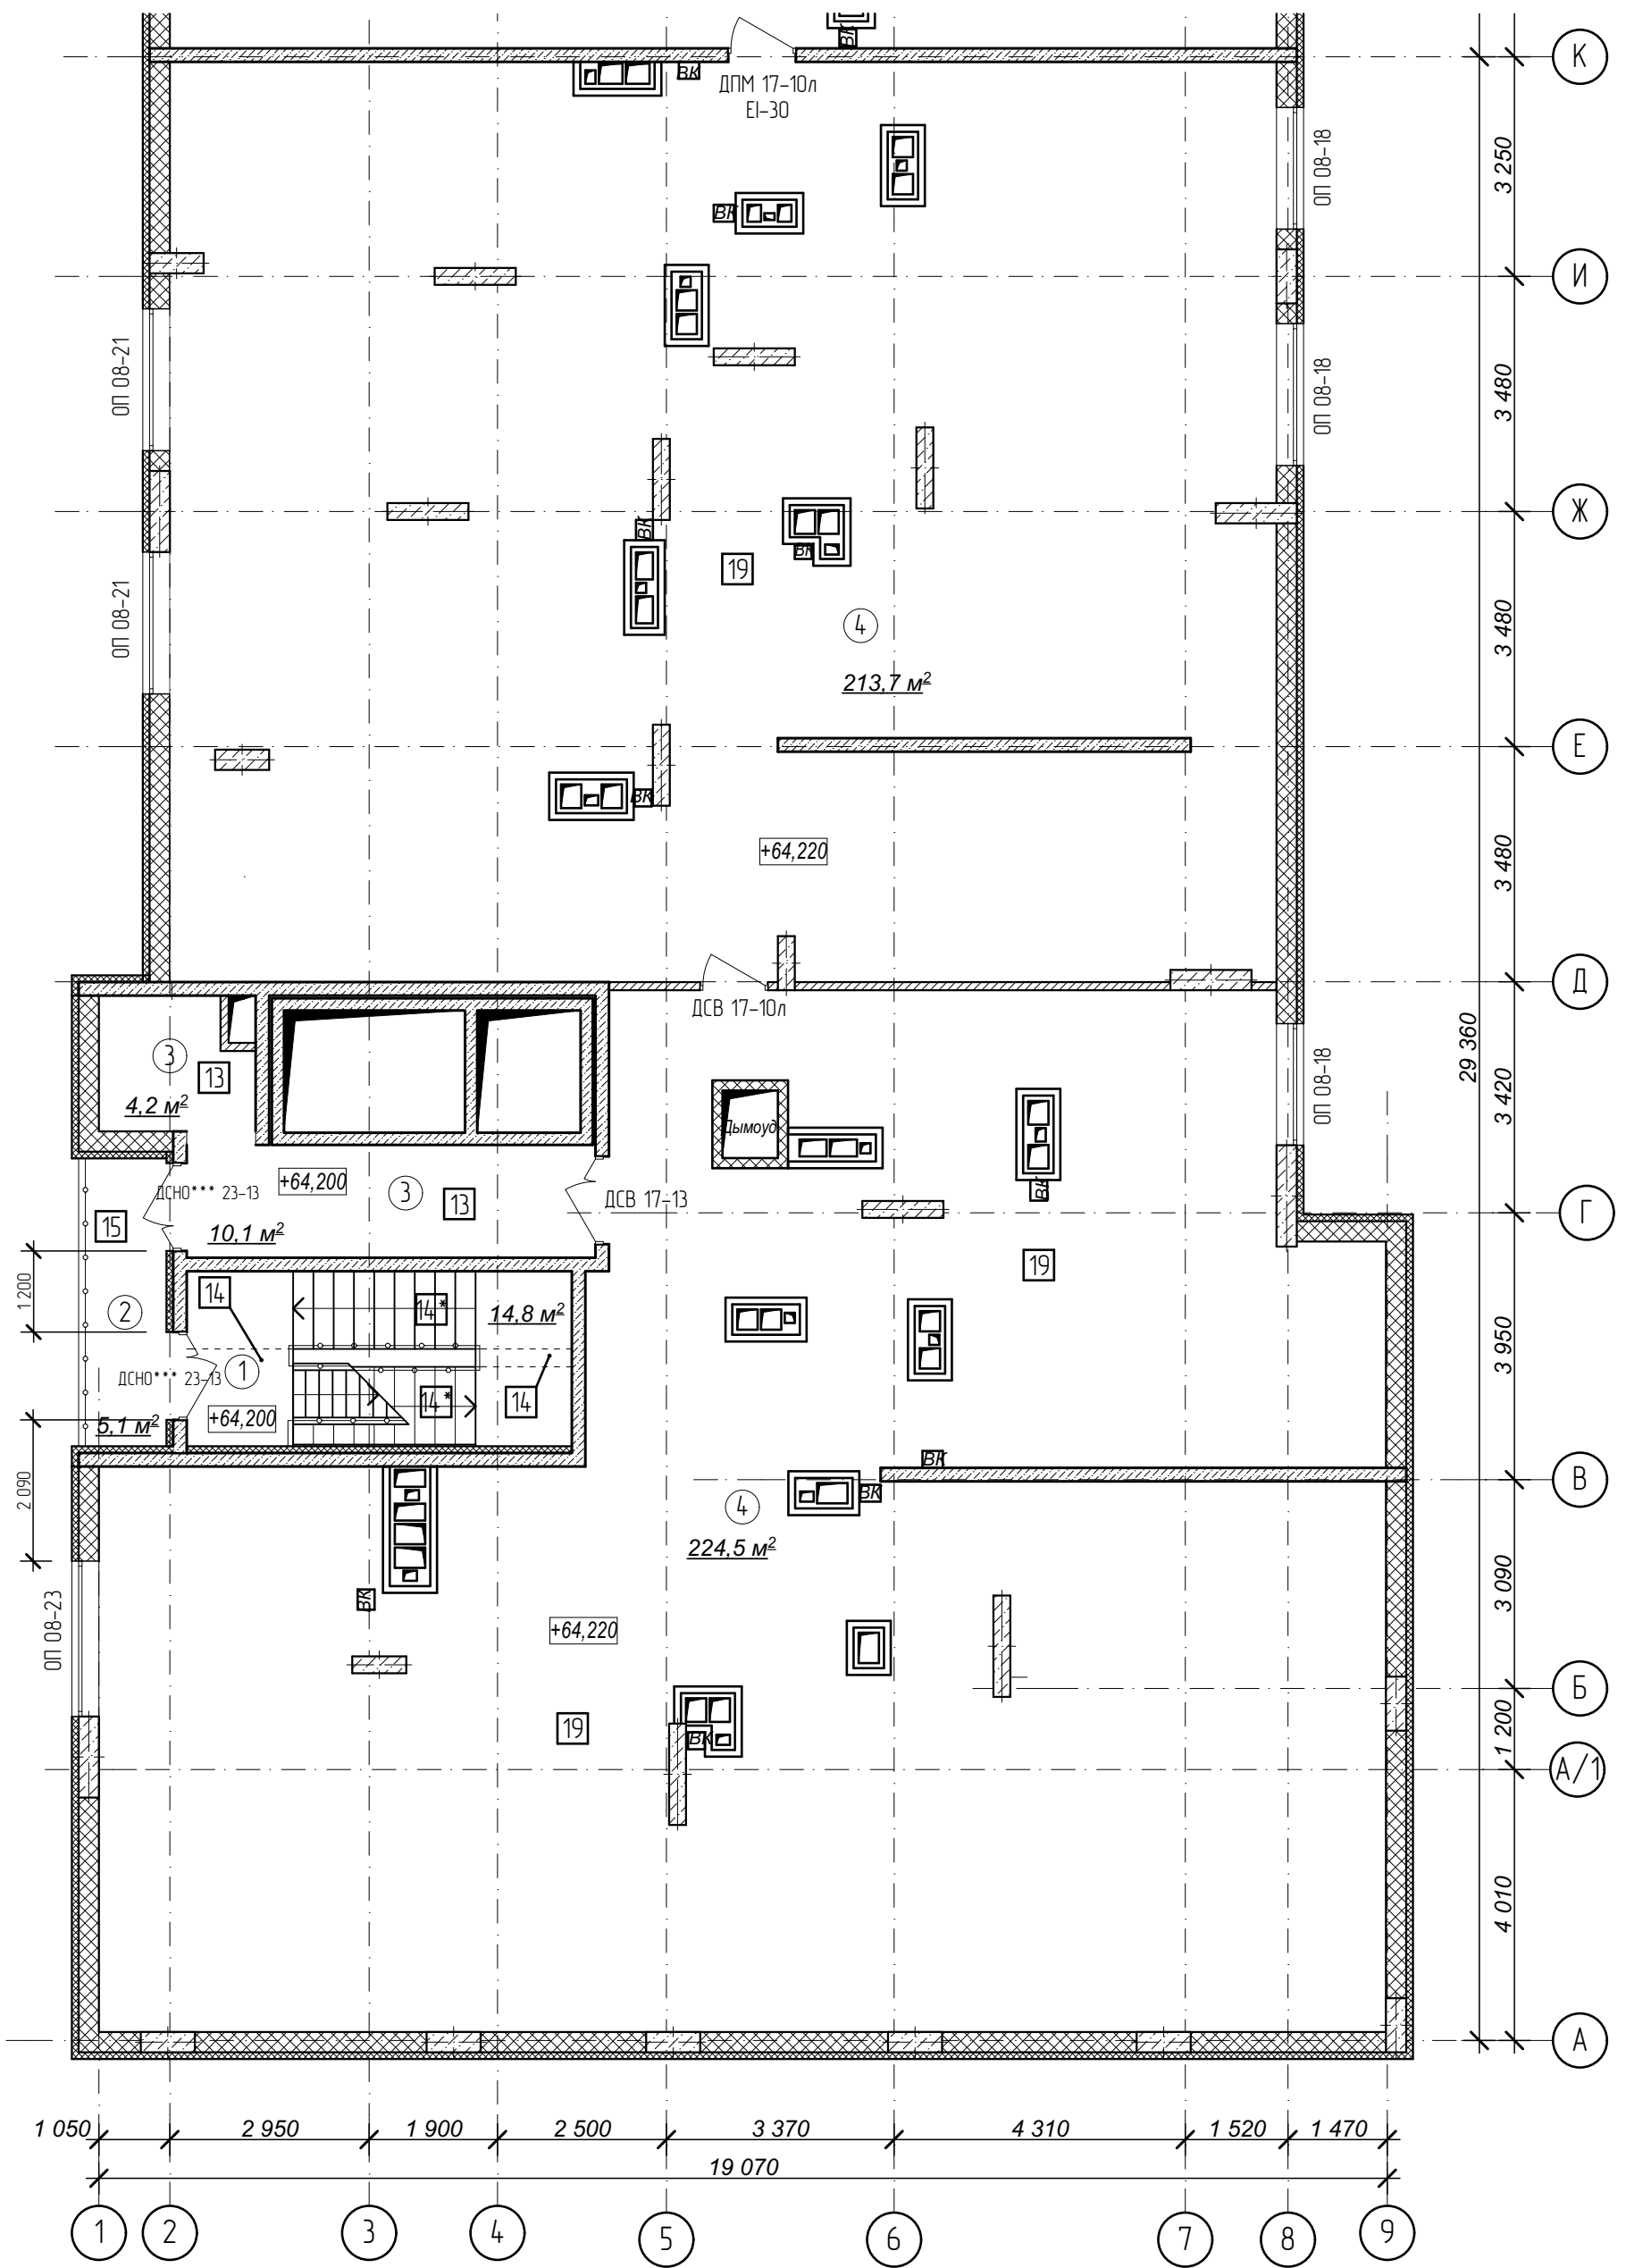 К
ВК
ВК
ДПМ 17-10л
EI-30
ОП 08-18
3 250
ВК
И
ОП 08-21
ОП 08-18
3 480
Ж
ВК
ВК
19
ОП 08-21
4
3 480
213,7 м²
Е
ВК
+64,220
3 480
Д
ДСВ 17-10л
29 360
3
13
4,2 м²
Дымоуд
ОП 08-18
3 420
+64,200
ДСНО*** 23-13
3
13
ВК
ДСВ 17-13
Г
15
10,1 м²
19
1 200
14
2
14*
14,8 м²
3 950
ДСНО*** 23-13
1
14*
14
5,1 м²
+64,200
ВК
В
2 090
ВК
4
224,5 м²
ОП 08-23
ВК
3 090
+64,220
Б
19
ВК
1 200
А/1
4 010
А
1 050
2 950
1 900
2 500
3 370
4 310
1 520
1 470
19 070
1
2
3
4
5
6
7
8
9